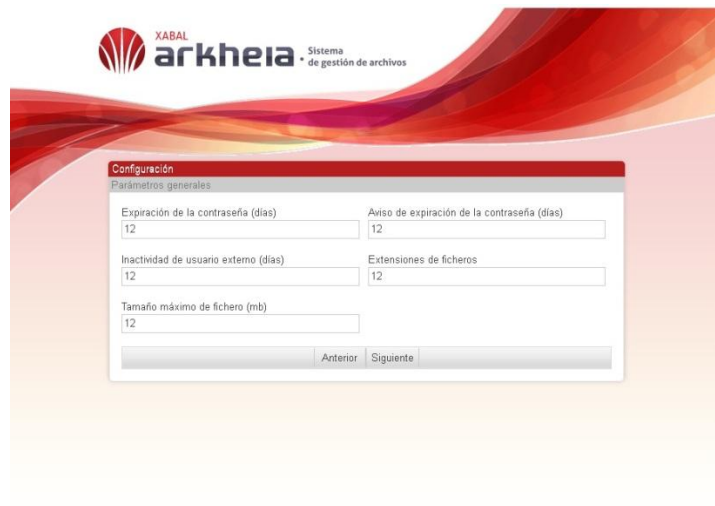 XABAL
arkheia · Sistema
de gestión de archivos
Configuración
Parámetros generales
Expiración de la contraseña (días) Aviso de expiración de la contraseña (días)
12 12
Inactividad de usuario externo (días) Extensiones de ficheros
12 12
Tamaño máximo de fichero (mb)
12
Anterior Siguiente